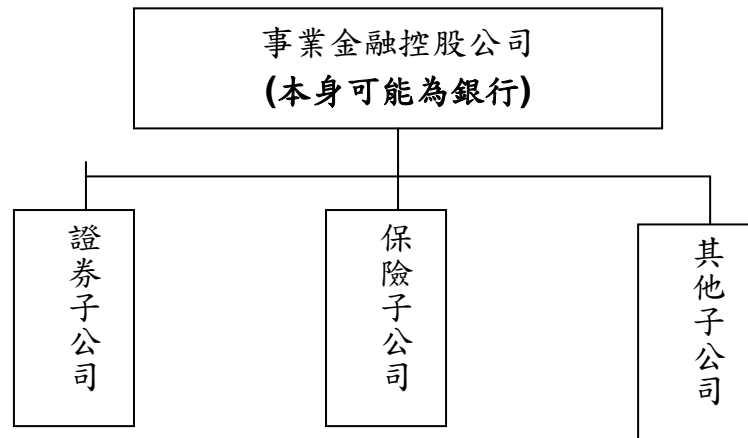 事業金融控股公司
(本身可能為銀行)
證券子公司
保險子公司
其他子公司